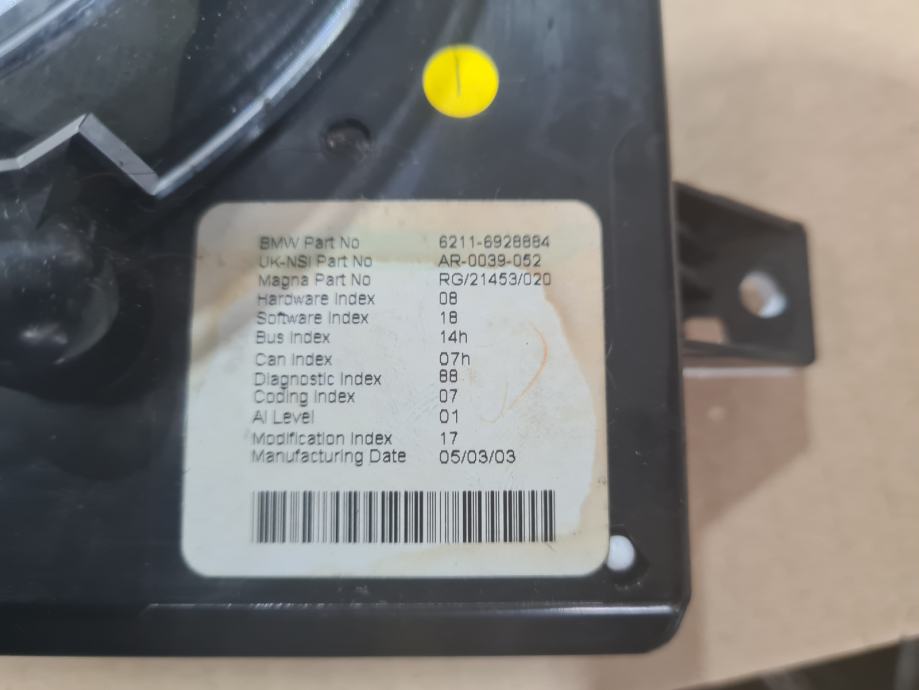 BMW Part No 6211-6928884
UK-NSI Part No AR-0039-052
Magna Part No RG/21453/020
Hardware Index 08
Software Index 18
Bus Index 14h
Can Index 07h
Diagnostic Index 88
Coding Index 07
AI Level 01
Modification Index 17
Manufacturing Date 05/03/03